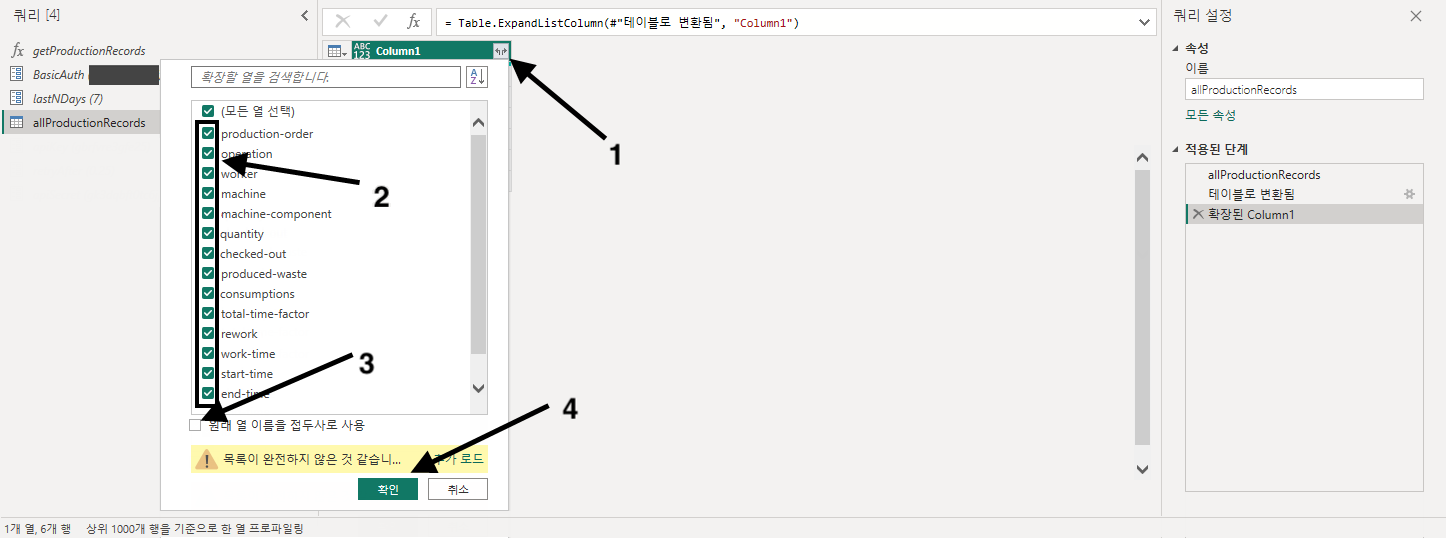 쿼리 [4]
getProductionRecords
BasicAuth (
lastNDays (7)
allProductionRecords
fx
= Table.ExpandListColumn(#"테이블로 변환됨", "Column1")
ABC
123
Column1
1
확장할 열을 검색합니다.
A
Z
(모든 열 선택)
production-order
operation
worker
machine
machine-component
quantity
checked-out
produced-waste
consumptions
total-time-factor
rework
work-time
start-time
end-time
2
3
원래 열 이름을 접두사로 사용
4
목록이 완전하지 않은 것 같습니...
추가 로드
확인
취소
쿼리 설정
속성
이름
allProductionRecords
모든 속성
적용된 단계
allProductionRecords
테이블로 변환됨
확장된 Column1
1개 열, 6개 행
상위 1000개 행을 기준으로 한 열 프로파일링